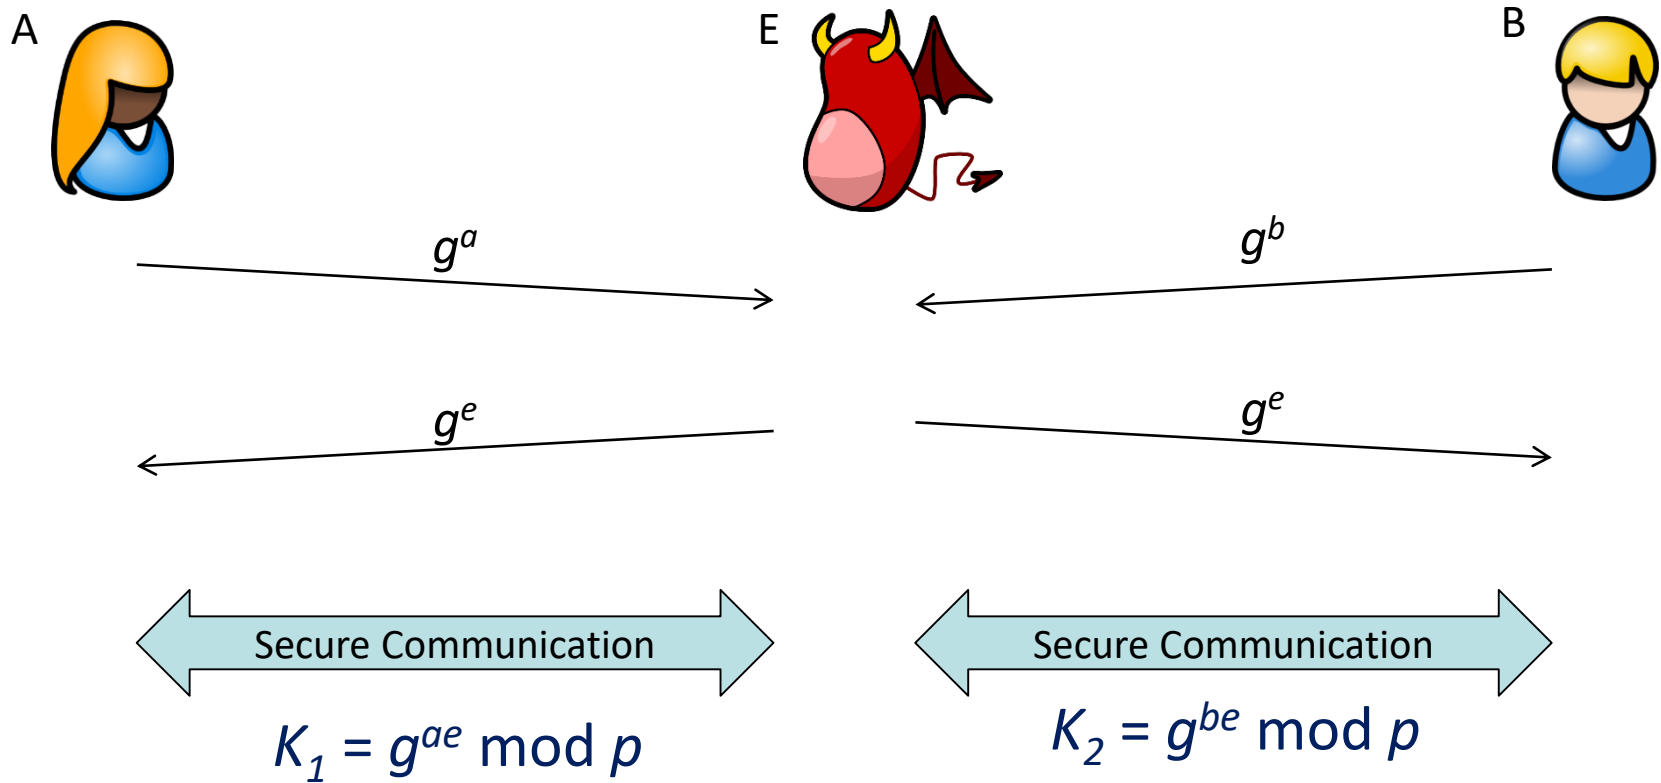 A
E
B
g^a
g^b
g^e
g^e
Secure Communication
Secure Communication
K_1 = g^ae mod p
K_2 = g^be mod p